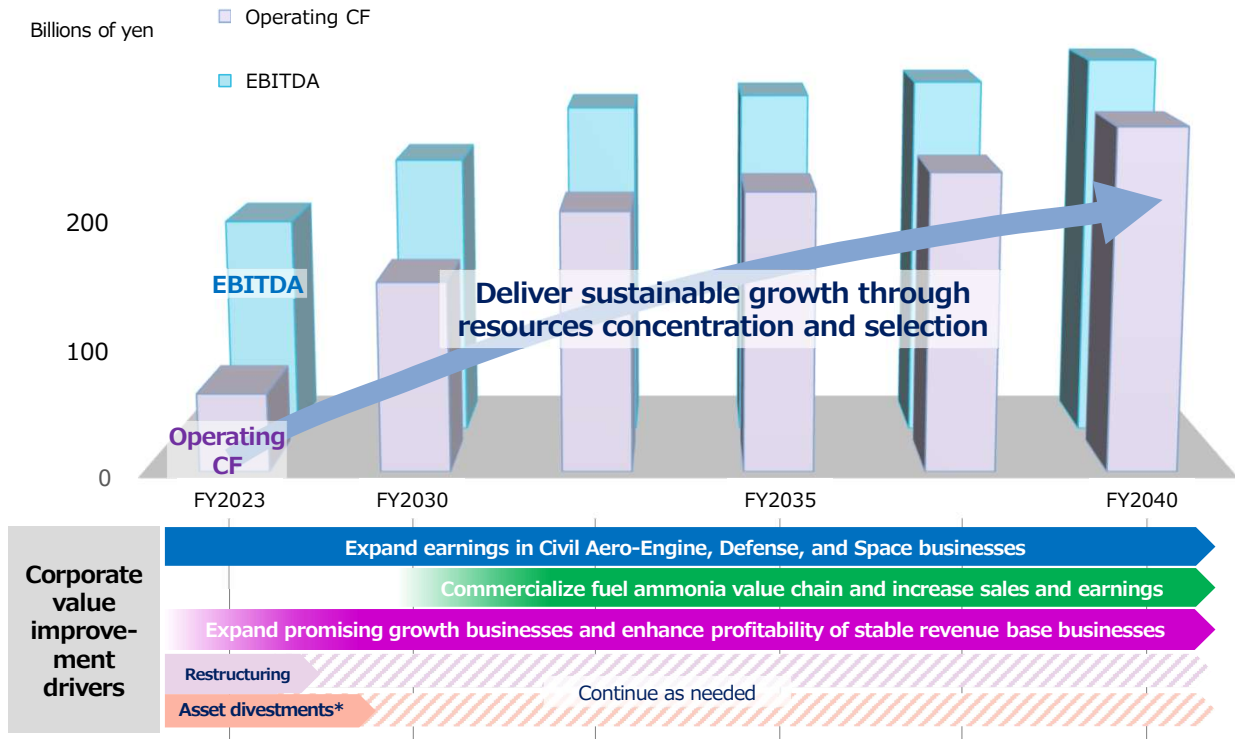 Billions of yen
Operating CF
EBITDA
200
100
0
EBITDA
Operating
CF
Deliver sustainable growth through
resources concentration and selection
FY2023
FY2030
FY2035
FY2040
Corporate
value
improve-
ment
drivers
Expand earnings in Civil Aero-Engine, Defense, and Space businesses
Commercialize fuel ammonia value chain and increase sales and earnings
Expand promising growth businesses and enhance profitability of stable revenue base businesses
Restructuring
Continue as needed
Asset divestments*